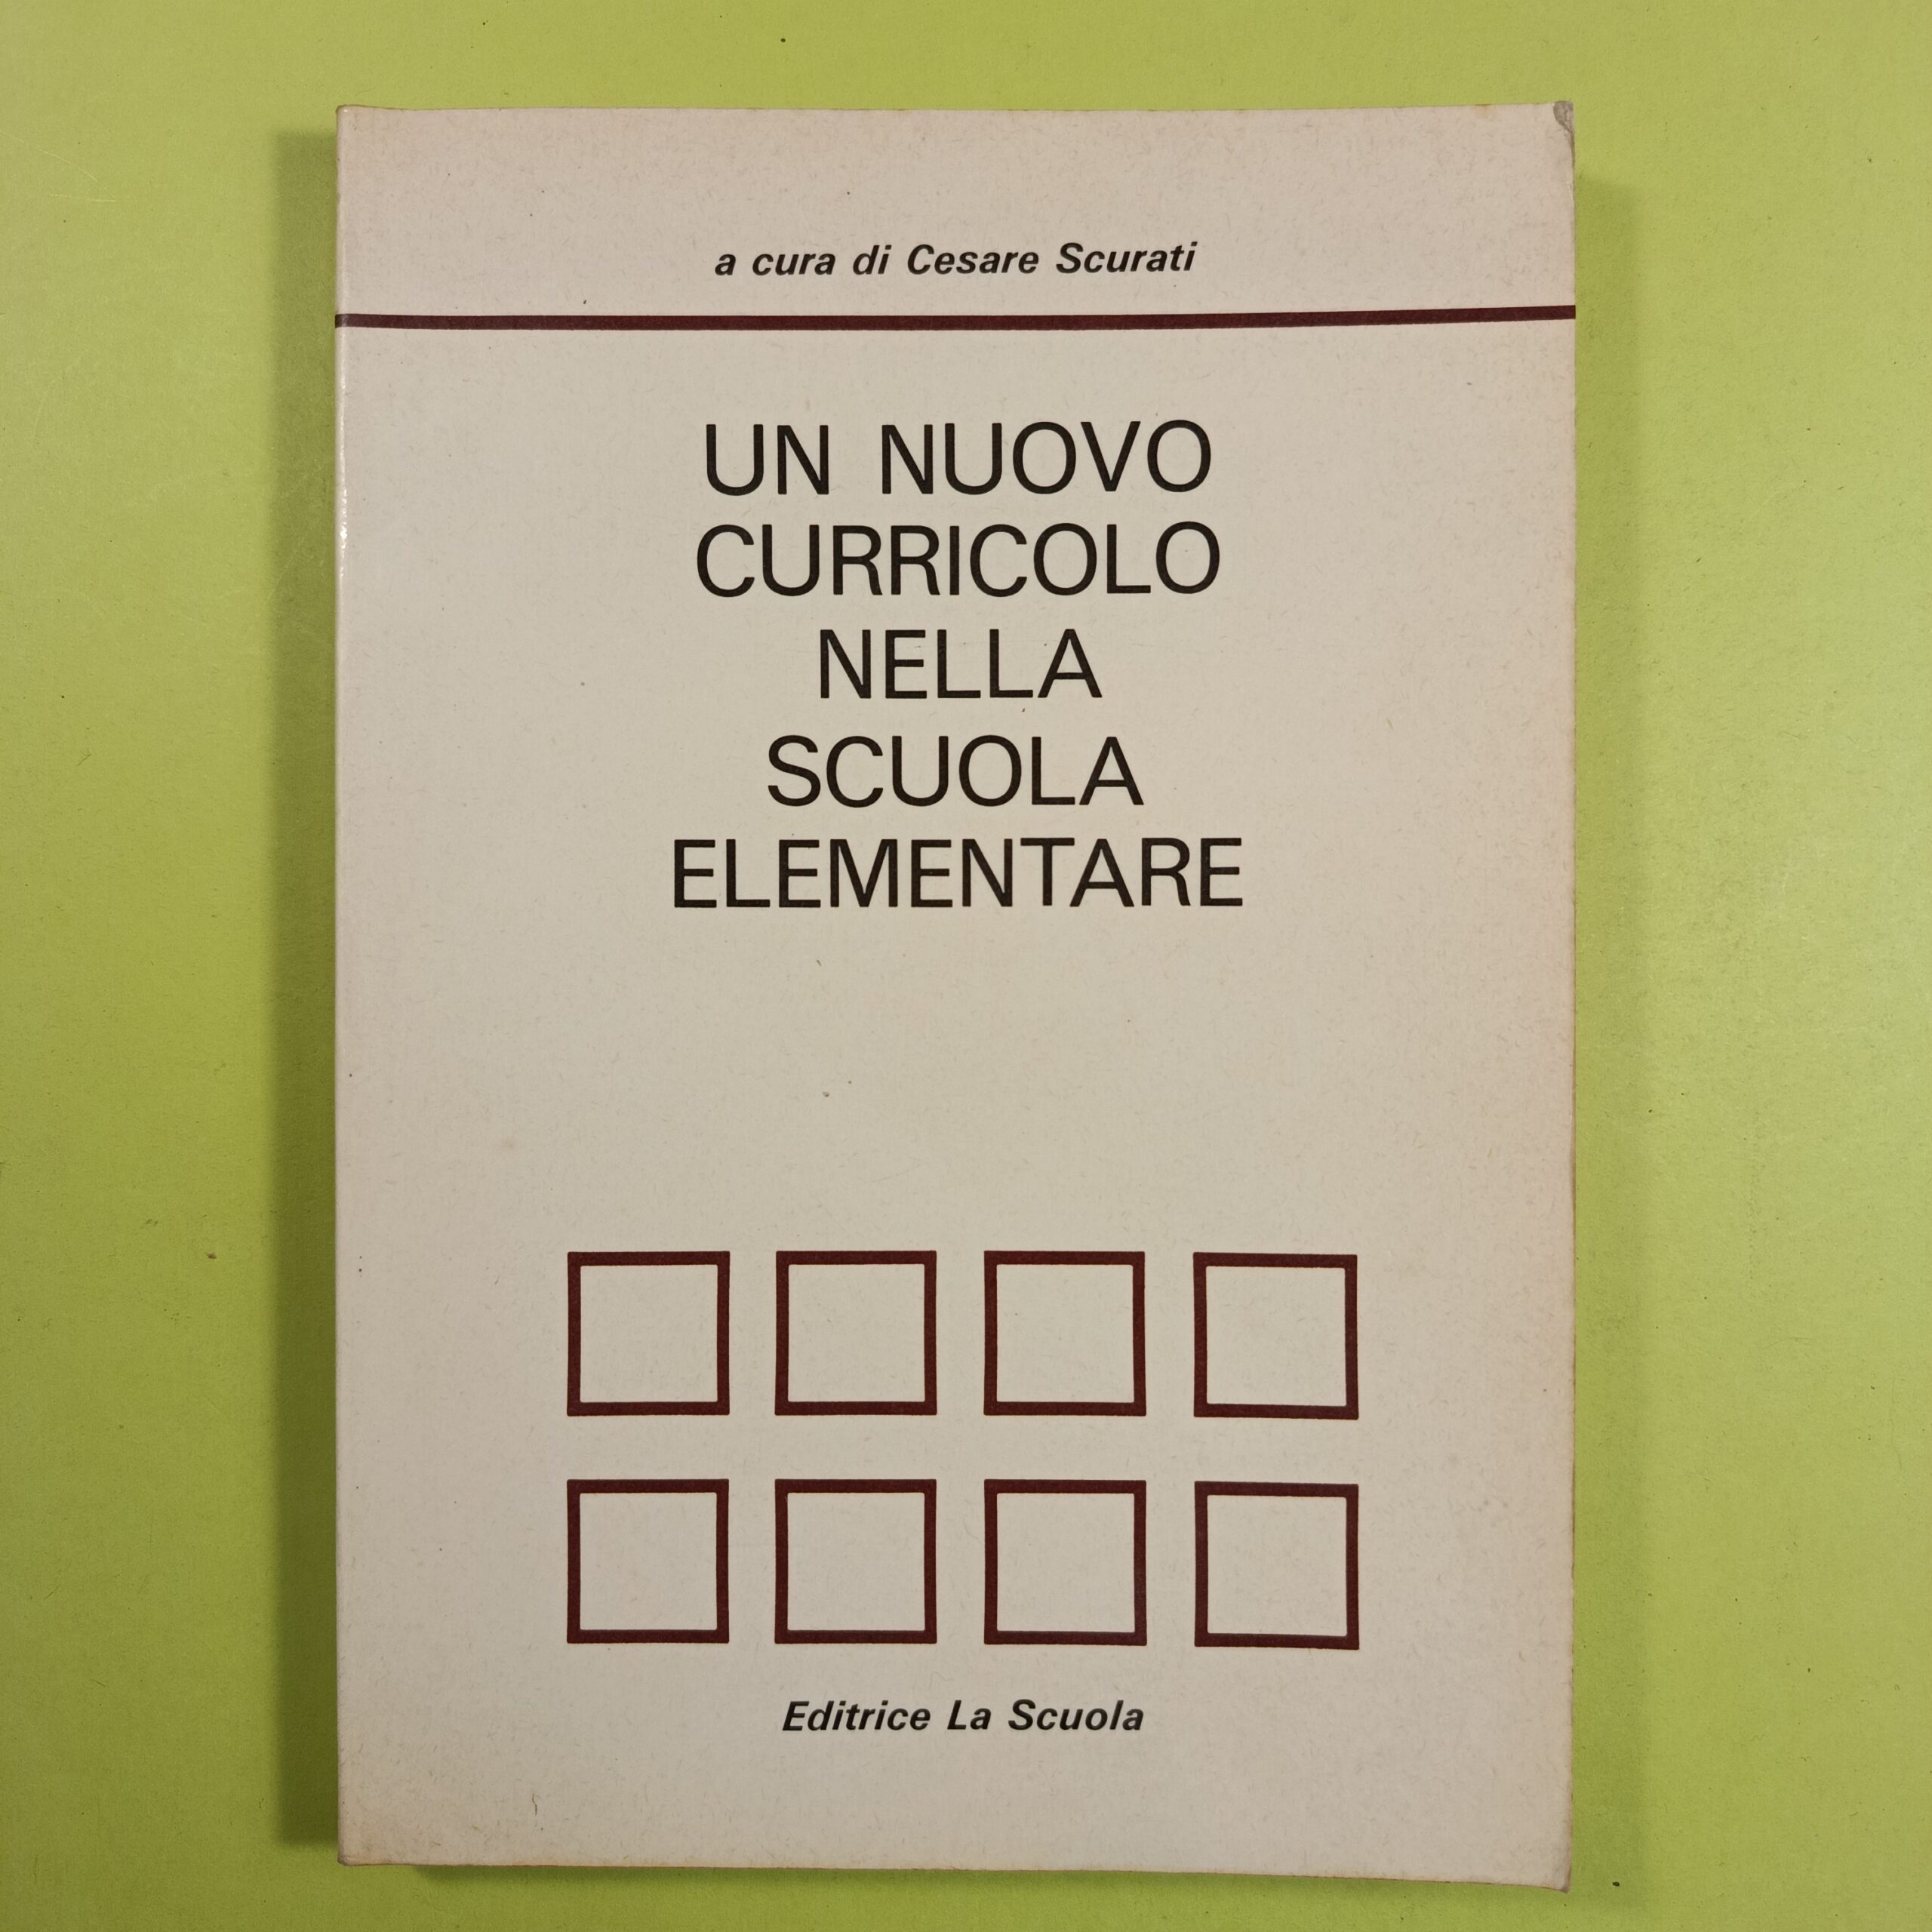 a cura di Cesare Scurati
UN NUOVO
CURRICOLO
NELLA
SCUOLA
ELEMENTARE
Editrice La Scuola